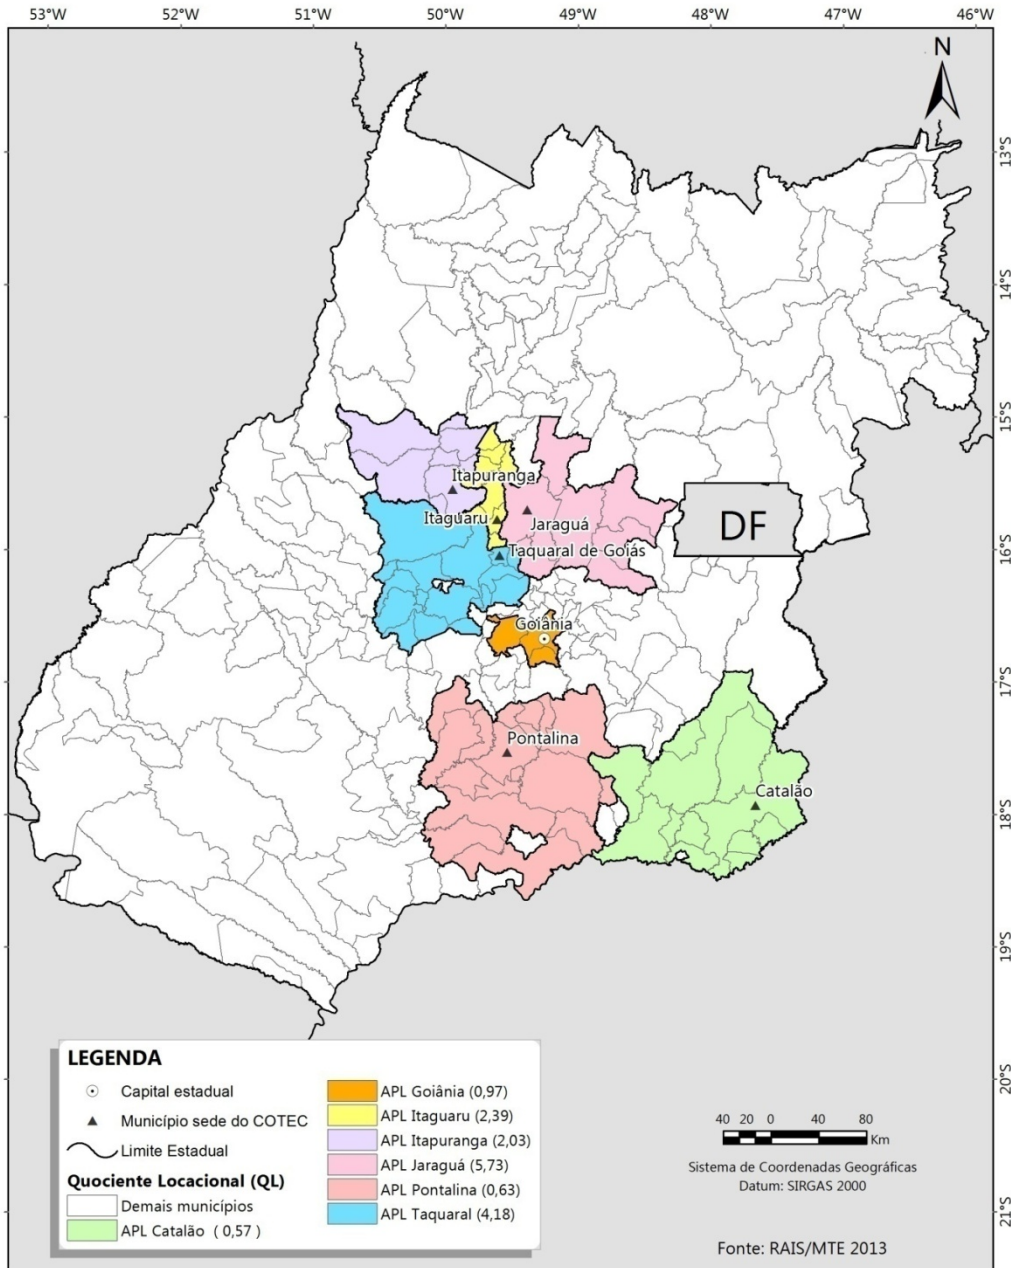 53°W 52°W 51°W 50°W 49°W 48°W 47°W 46°W
N
13°S
14°S
15°S
Itapuranga
Itaguaru
Jaraguá
DF
Taquaral de Goiás
16°S
Goiânia
17°S
Pontalina
Catalão
18°S
19°S
20°S
21°S
LEGENDA
Capital estadual
Município sede do COTEC
Limite Estadual
Quociente Locacional (QL)
Demais municípios
APL Catalão ( 0,57 )
APL Goiânia (0,97)
APL Itaguaru (2,39)
APL Itapuranga (2,03)
APL Jaraguá (5,73)
APL Pontalina (0,63)
APL Taquaral (4,18)
40 20 0 40 80
Km
Sistema de Coordenadas Geográficas
Datum: SIRGAS 2000
Fonte: RAIS/MTE 2013